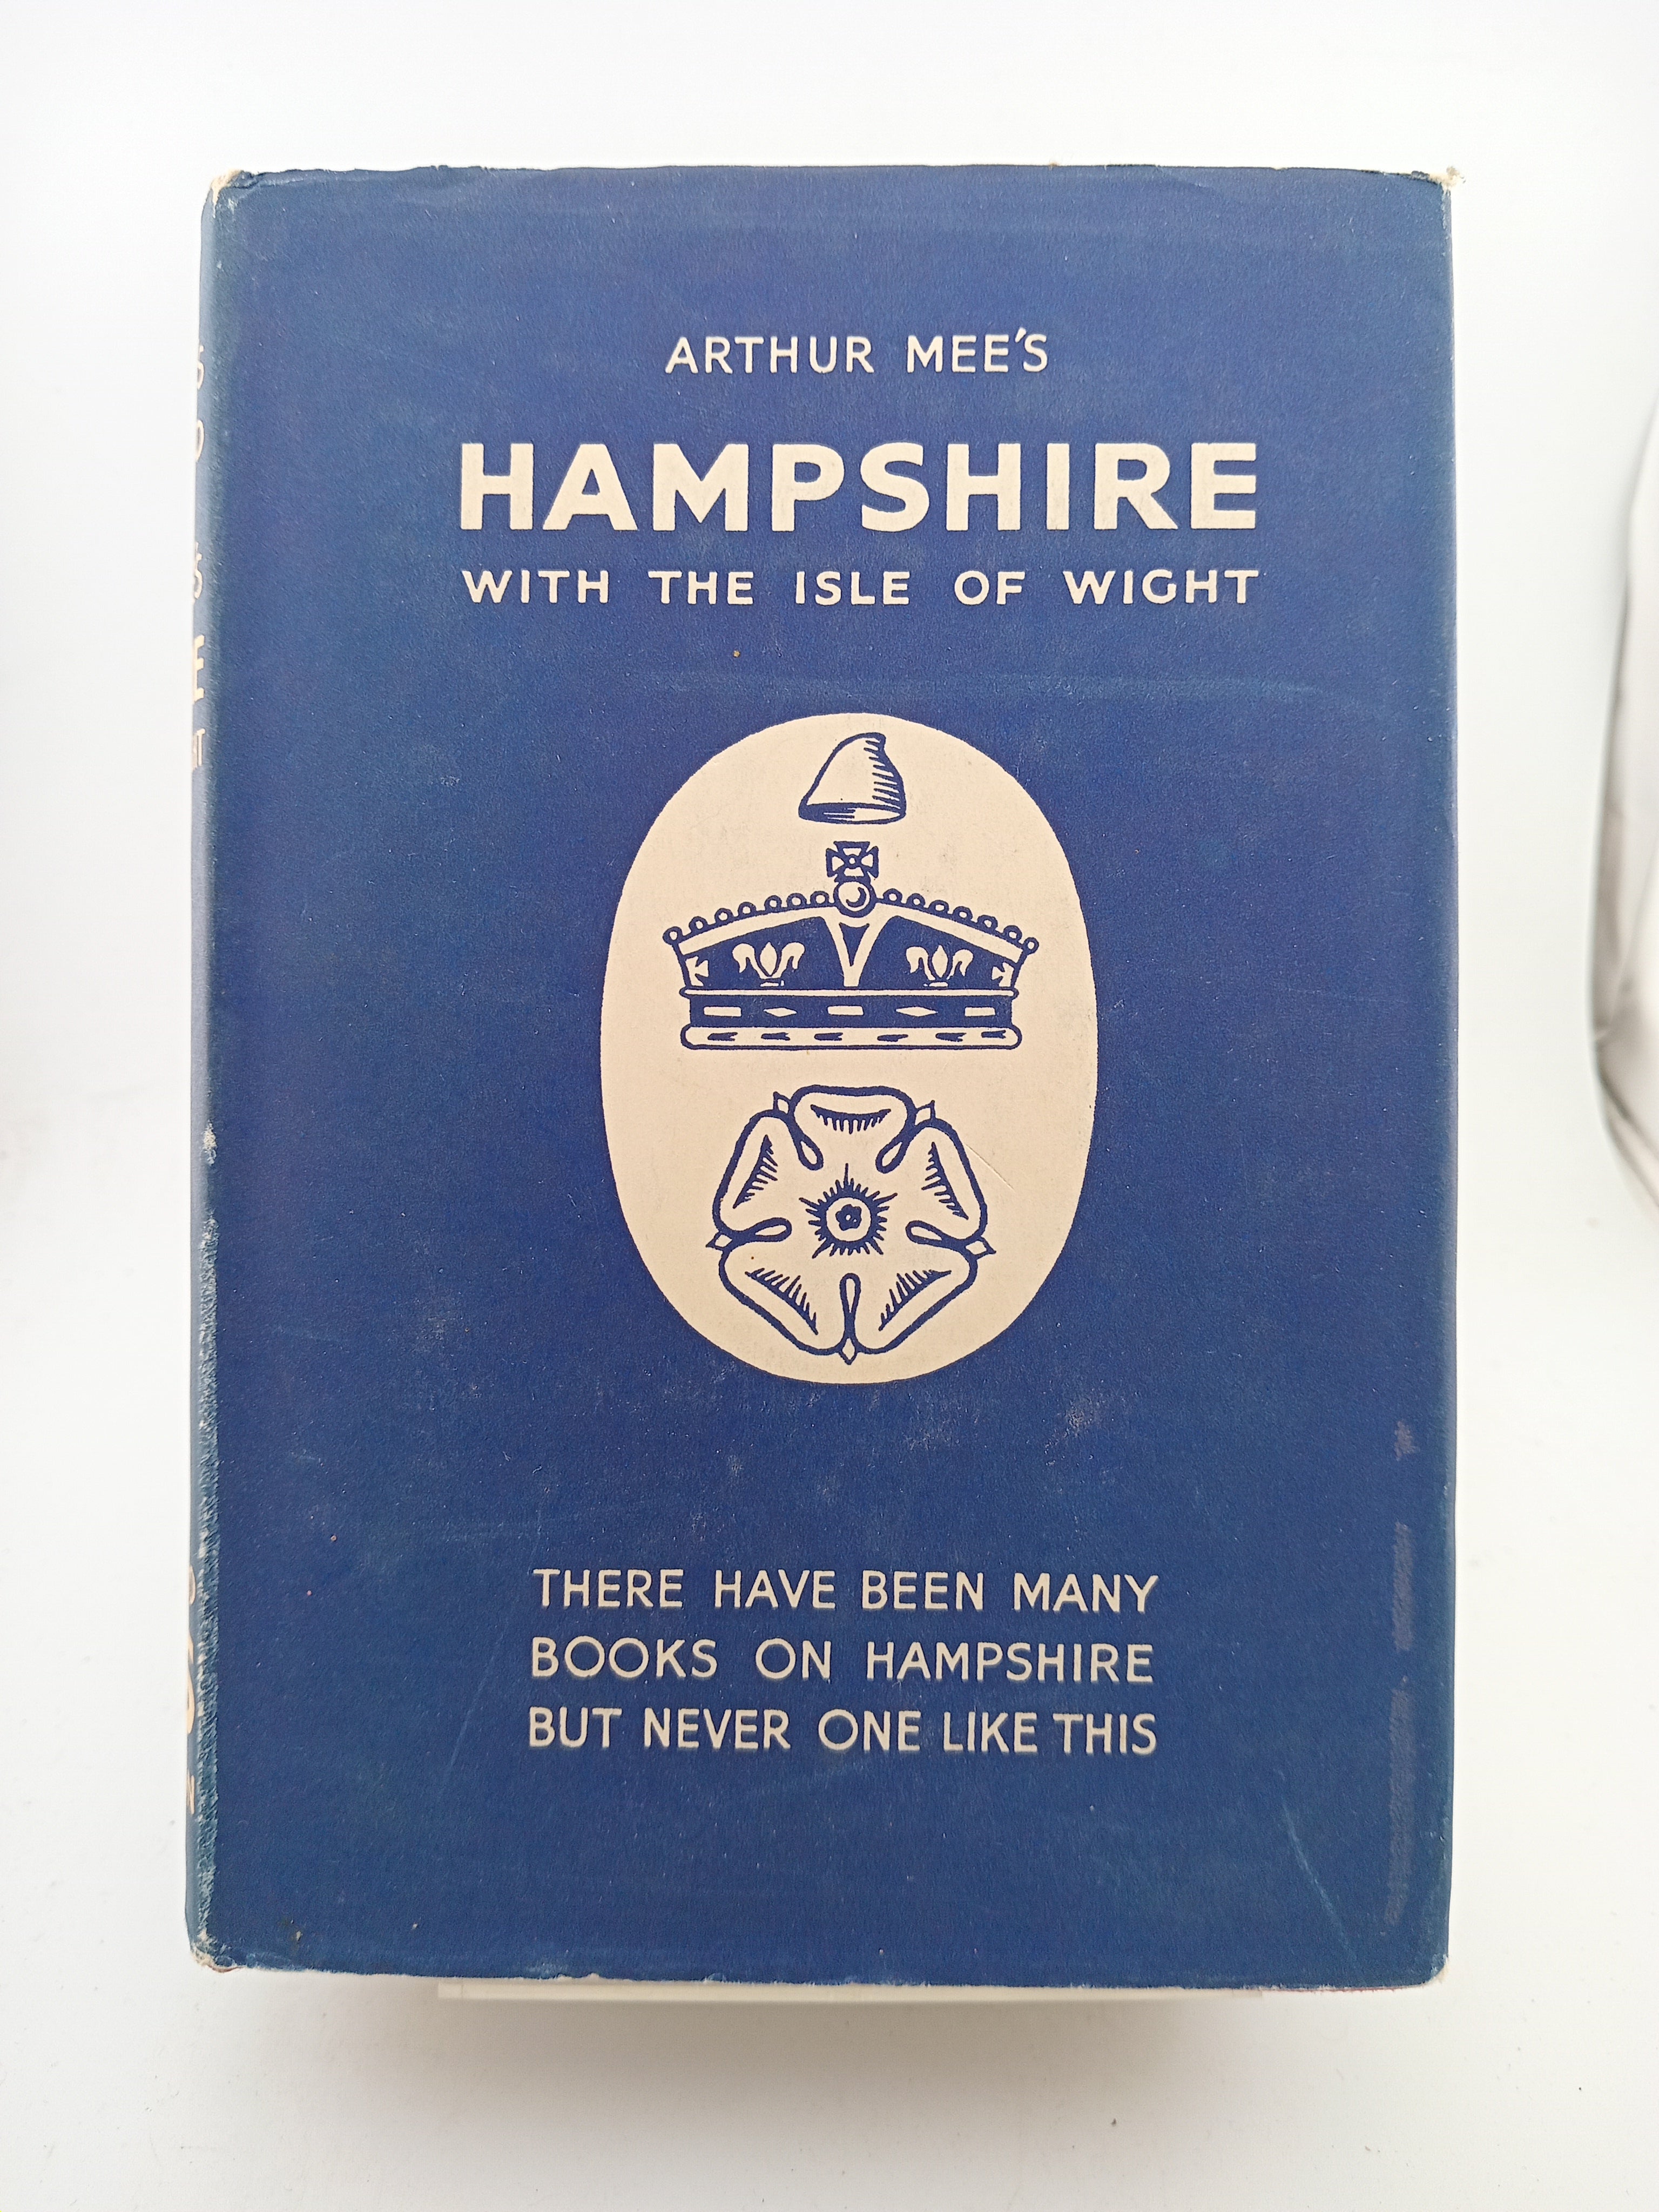 ARTHUR MEE'S
HAMPSHIRE
WITH THE ISLE OF WIGHT
THERE HAVE BEEN MANY
BOOKS ON HAMPSHIRE
BUT NEVER ONE LIKE THIS